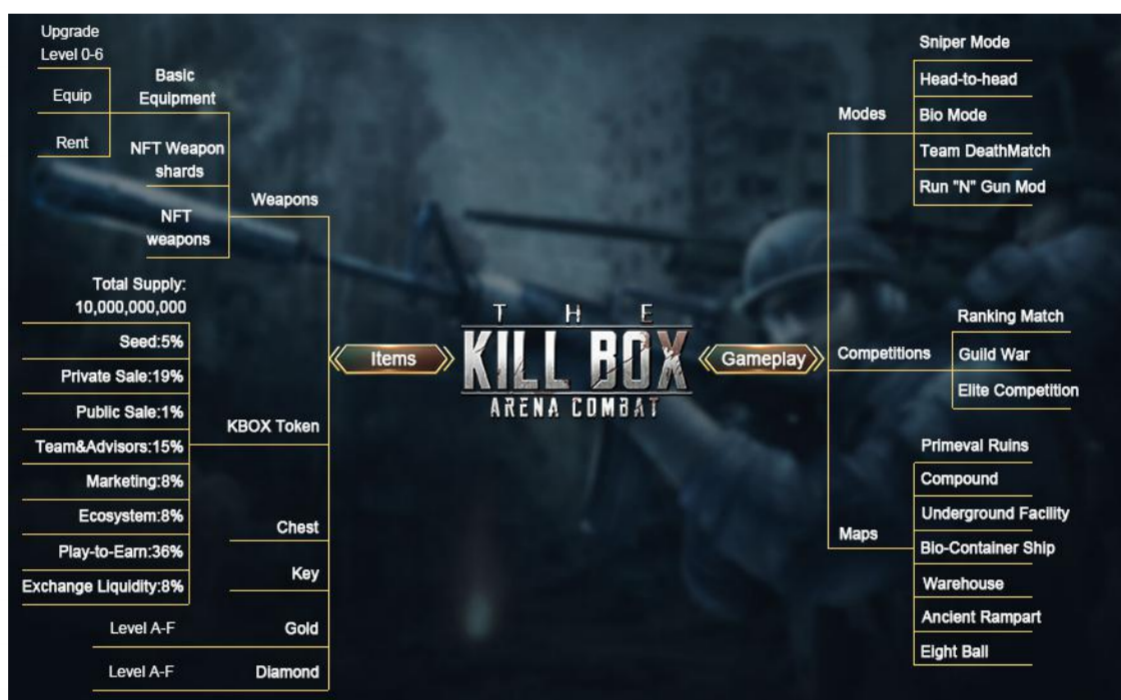 Upgrade
Level 0-6
Equip
Rent
Basic
Equipment
NFT Weapon
shards
NFT
weapons
Weapons
Total Supply:
10,000,000,000
Seed:5%
Private Sale:19%
Public Sale:1%
Team&Advisors:15%
Marketing:8%
Ecosystem:8%
Play-to-Earn:36%
Exchange Liquidity:8%
KBOX Token
Chest
Key
Level A-F
Gold
Level A-F
Diamond
Items
THE
KILL BOX
ARENA COMBAT
Gameplay
Modes
Sniper Mode
Head-to-head
Bio Mode
Team DeathMatch
Run "N" Gun Mod
Competitions
Ranking Match
Guild War
Elite Competition
Maps
Primeval Ruins
Compound
Underground Facility
Bio-Container Ship
Warehouse
Ancient Rampart
Eight Ball